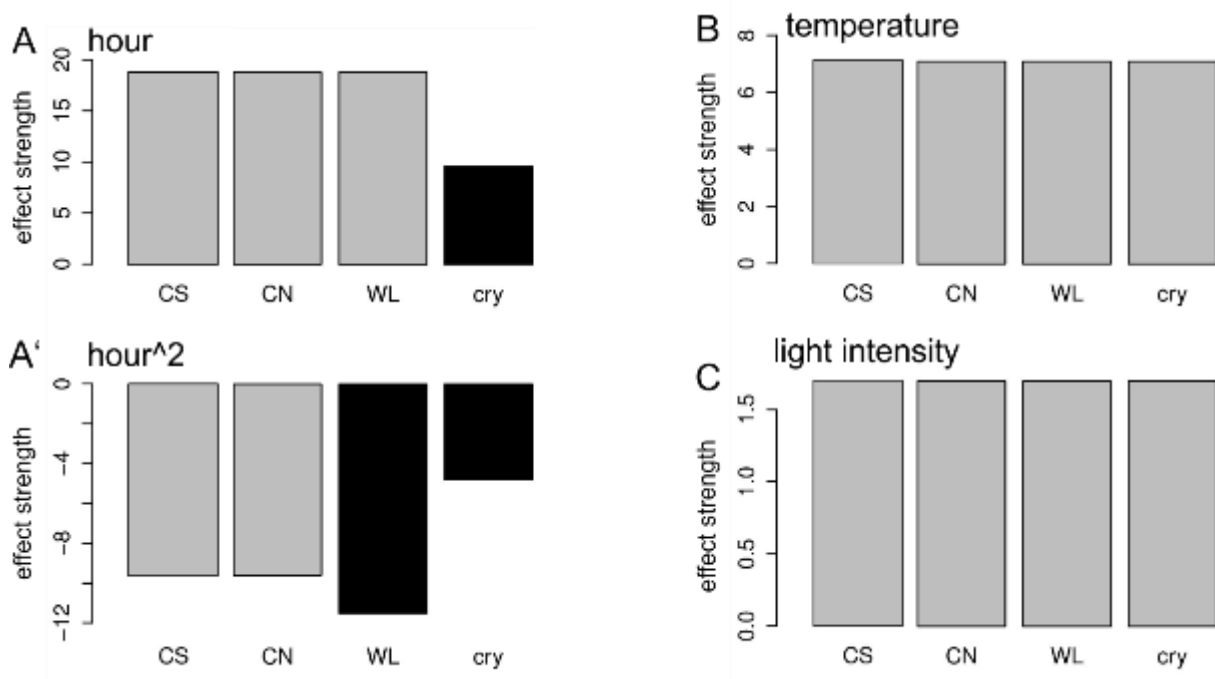 A hour
effect strength
20
15
10
5
0
CS CN WL cry
B temperature
effect strength
8
6
4
2
0
CS CN WL cry
A‘ hour^2
effect strength
0
−4
−8
−12
CS CN WL cry
C light intensity
effect strength
1.5
1.0
0.5
0.0
CS CN WL cry